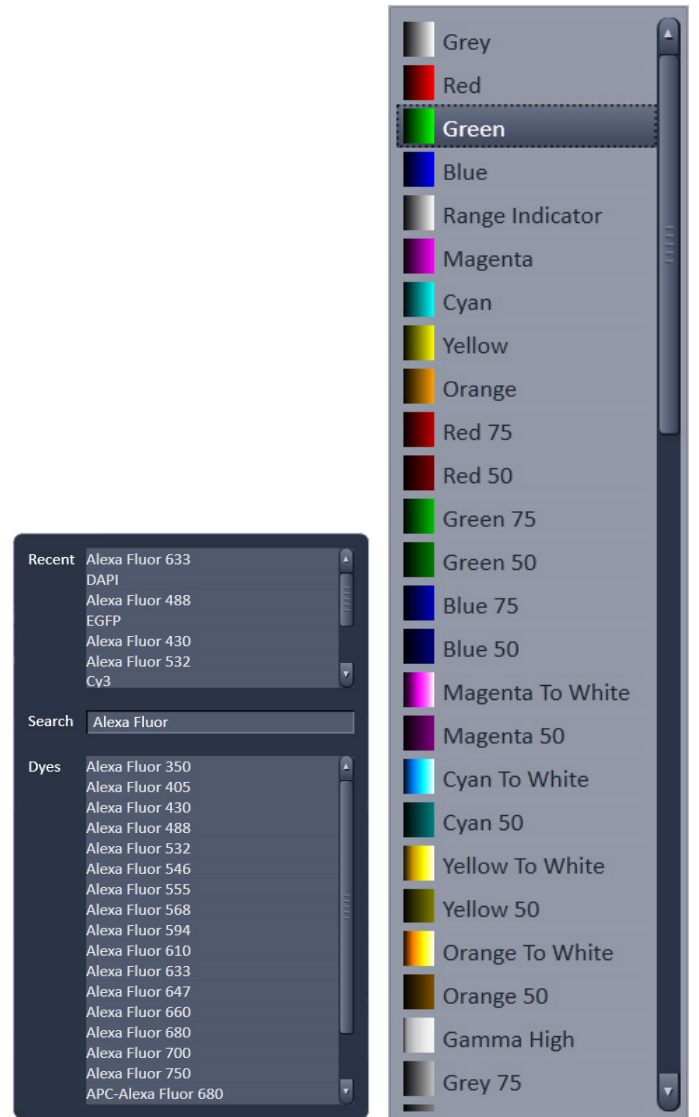 Recent
Alexa Fluor 633
DAPI
Alexa Fluor 488
EGFP
Alexa Fluor 430
Alexa Fluor 532
Cy3
Search
Alexa Fluor
Dyes
Alexa Fluor 350
Alexa Fluor 405
Alexa Fluor 430
Alexa Fluor 488
Alexa Fluor 532
Alexa Fluor 546
Alexa Fluor 555
Alexa Fluor 568
Alexa Fluor 594
Alexa Fluor 610
Alexa Fluor 633
Alexa Fluor 647
Alexa Fluor 660
Alexa Fluor 680
Alexa Fluor 700
Alexa Fluor 750
APC-Alexa Fluor 680
Grey
Red
Green
Blue
Range Indicator
Magenta
Cyan
Yellow
Orange
Red 75
Red 50
Green 75
Green 50
Blue 75
Blue 50
Magenta To White
Magenta 50
Cyan To White
Cyan 50
Yellow To White
Yellow 50
Orange To White
Orange 50
Gamma High
Grey 75